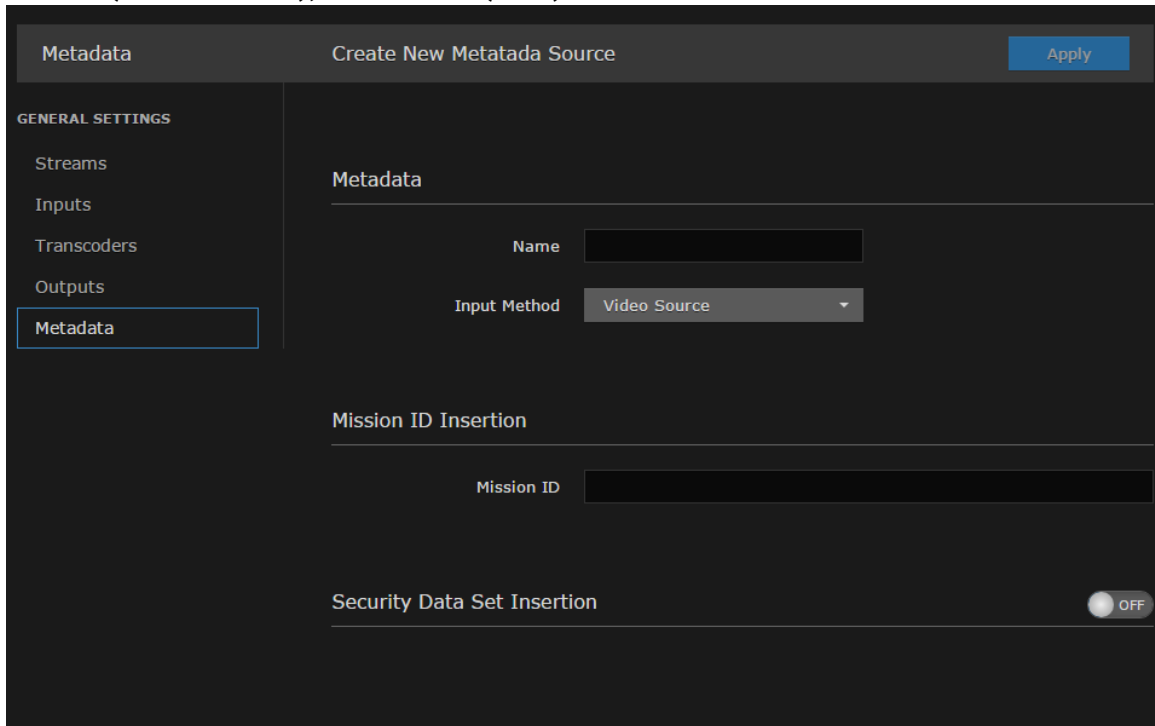 Metadata
Create New Metatada Source
Apply
GENERAL SETTINGS
Streams
Inputs
Transcoders
Outputs
Metadata
Metadata
Name
Input Method
Video Source
Mission ID Insertion
Mission ID
Security Data Set Insertion
OFF